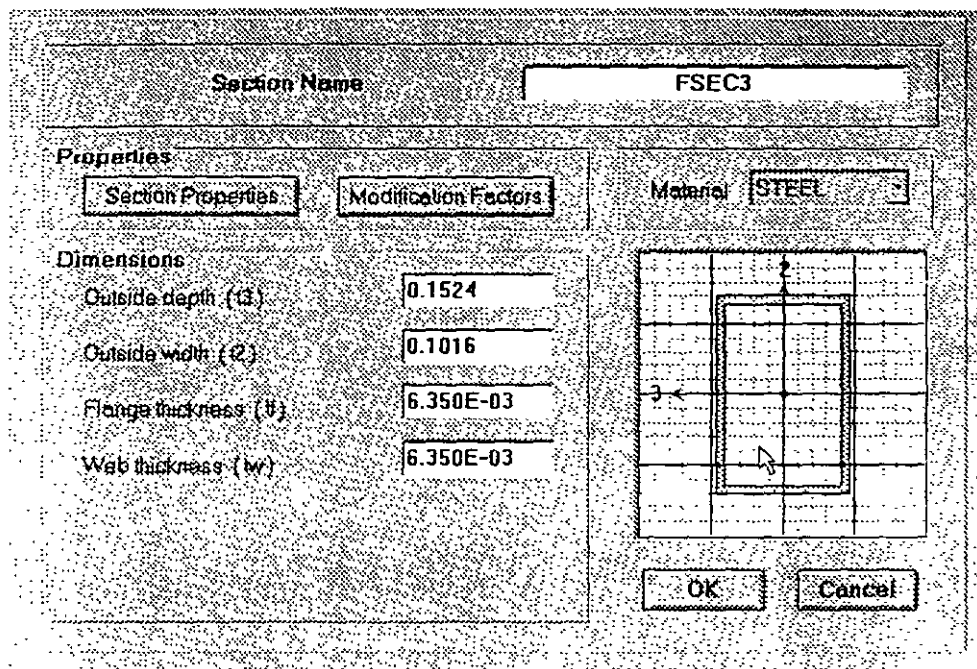 Section Name FSEC3
Properties
Section Properties Modification Factors Material STEEL
Dimensions
Outside depth (t3) 0.1524
Outside width (t2) 0.1016
Flange thickness (tf) 6.350E-03
Web thickness (tw) 6.350E-03
2
3
OK Cancel